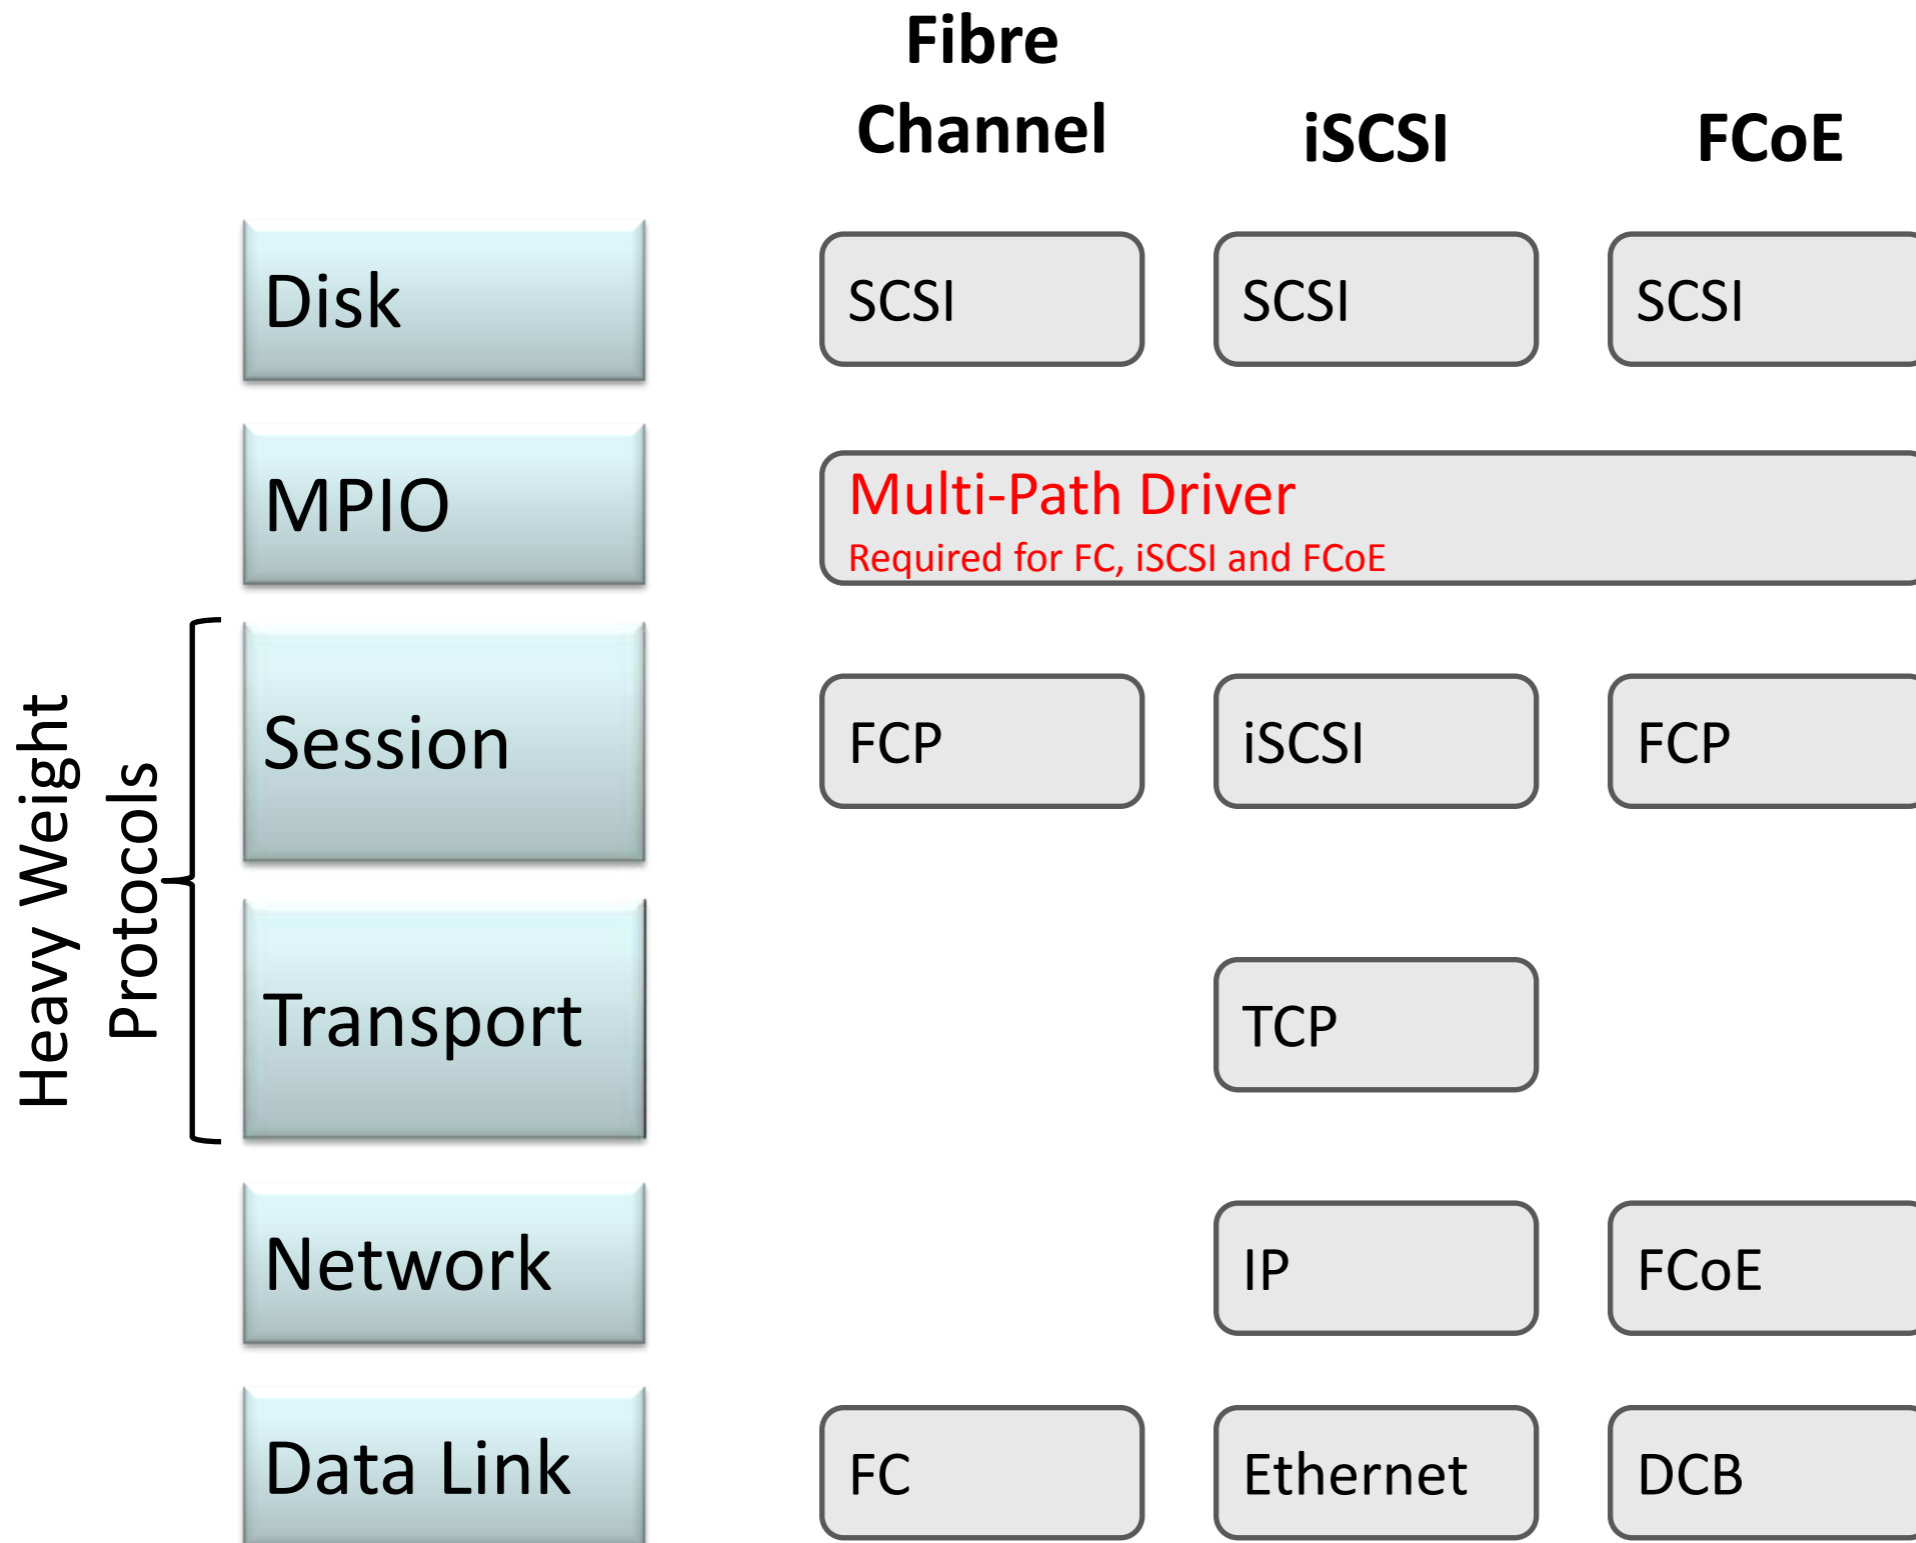 Fibre
Channel
iSCSI
FCoE
Disk
SCSI
SCSI
SCSI
MPIO
Multi-Path Driver
Required for FC, iSCSI and FCoE
Heavy Weight
Protocols
Session
FCP
iSCSI
FCP
Transport
TCP
Network
IP
FCoE
Data Link
FC
Ethernet
DCB